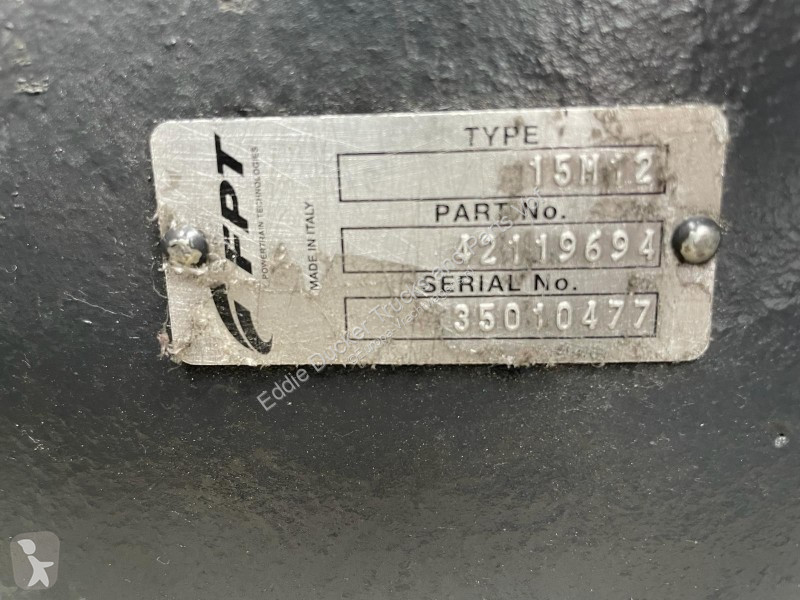 FPT
POWERTRAIN TECHNOLOGIES
MADE IN ITALY
TYPE
15M12
PART No.
42119694
SERIAL No.
35010477